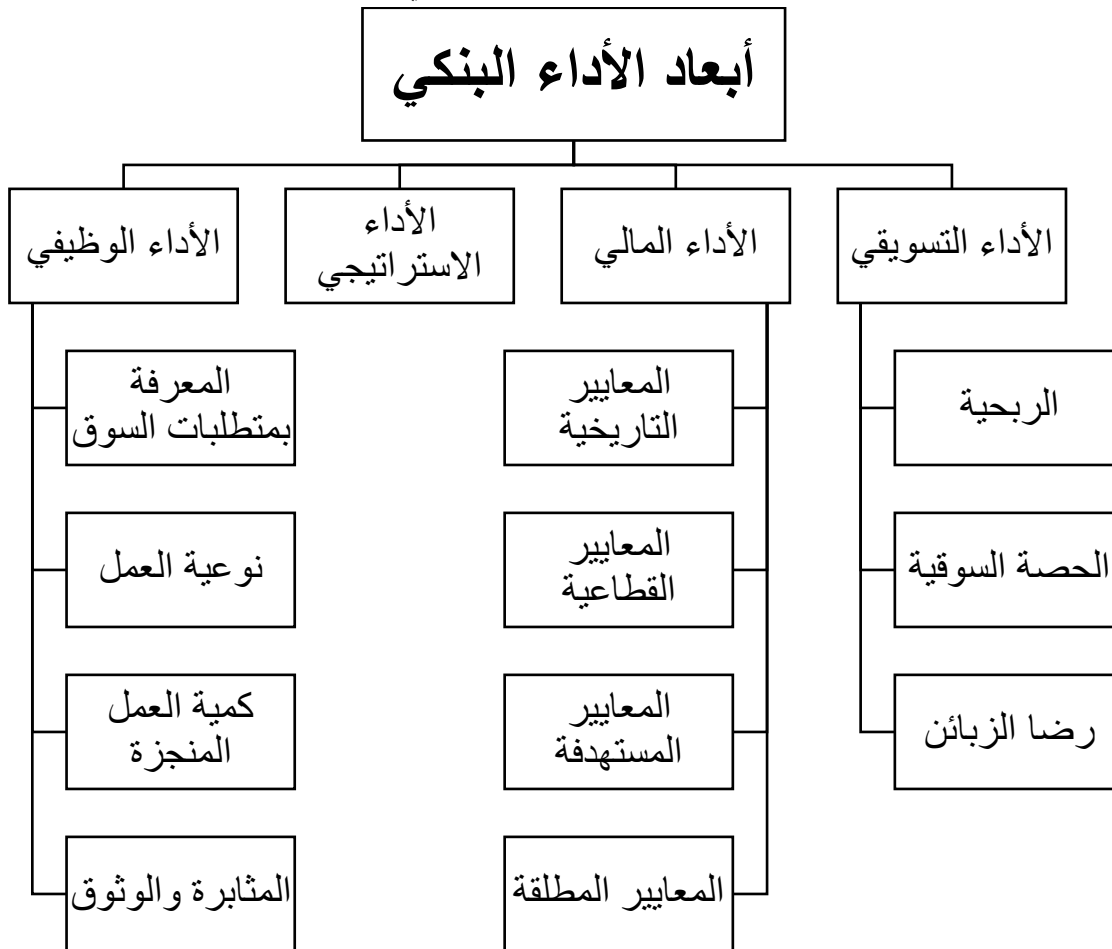 أبعاد الأداء البنكي
الأداء التسويقي
الأداء المالي
الأداء
الاستراتيجي
الأداء الوظيفي
الربحية
المعايير
التاريخية
المعرفة
بمتطلبات السوق
الحصة السوقية
المعايير
القطاعية
نوعية العمل
رضا الزبائن
المعايير
المستهدفة
كمية العمل
المنجزة
المعايير المطلقة
المثابرة والوثوق